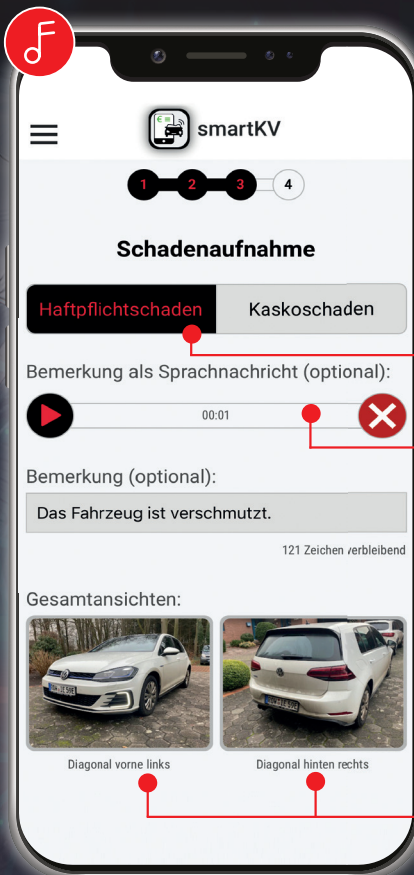 smartKV
1 2 3 4
Schadenaufnahme
Haftpflichtschaden Kaskoschaden
Bemerkung als Sprachnachricht (optional):
00:01
Bemerkung (optional):
Das Fahrzeug ist verschmutzt.
121 Zeichen verbleibend
Gesamtansichten:
Diagonal vorne links Diagonal hinten rechts